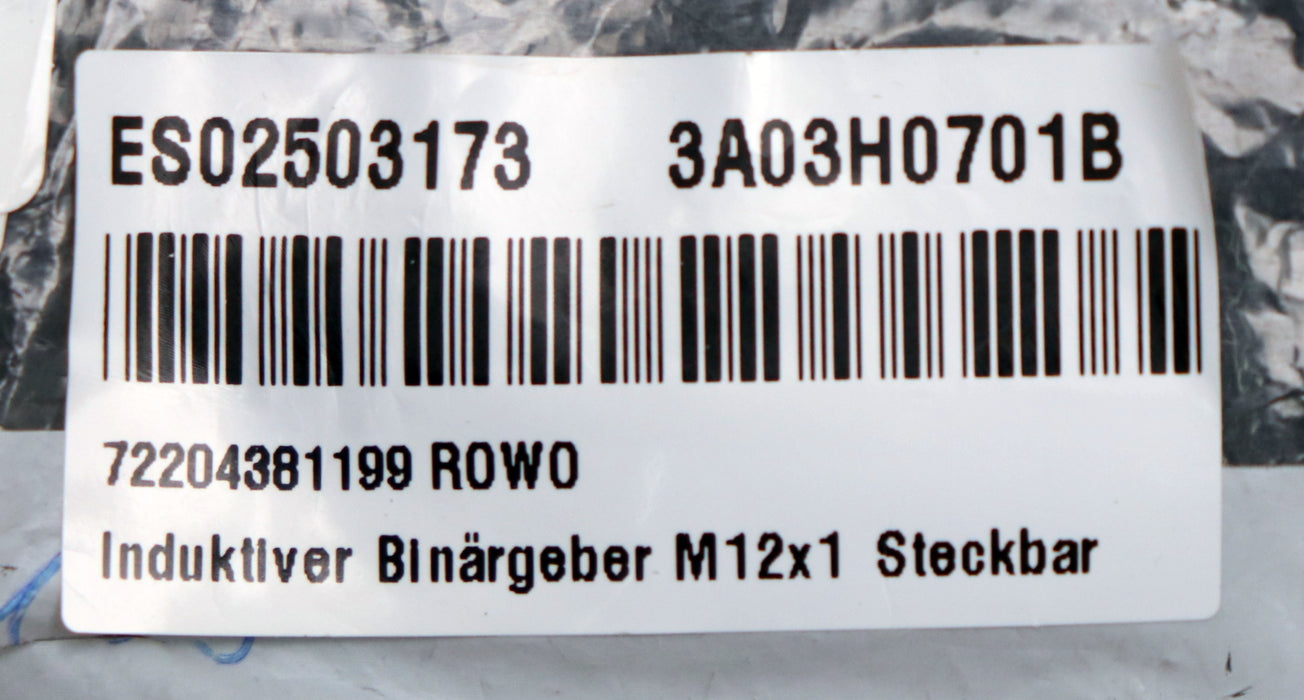 ES02503173 3A03H0701B
72204381199 ROWO
Induktiver Binärgeber M12x1 Steckbar